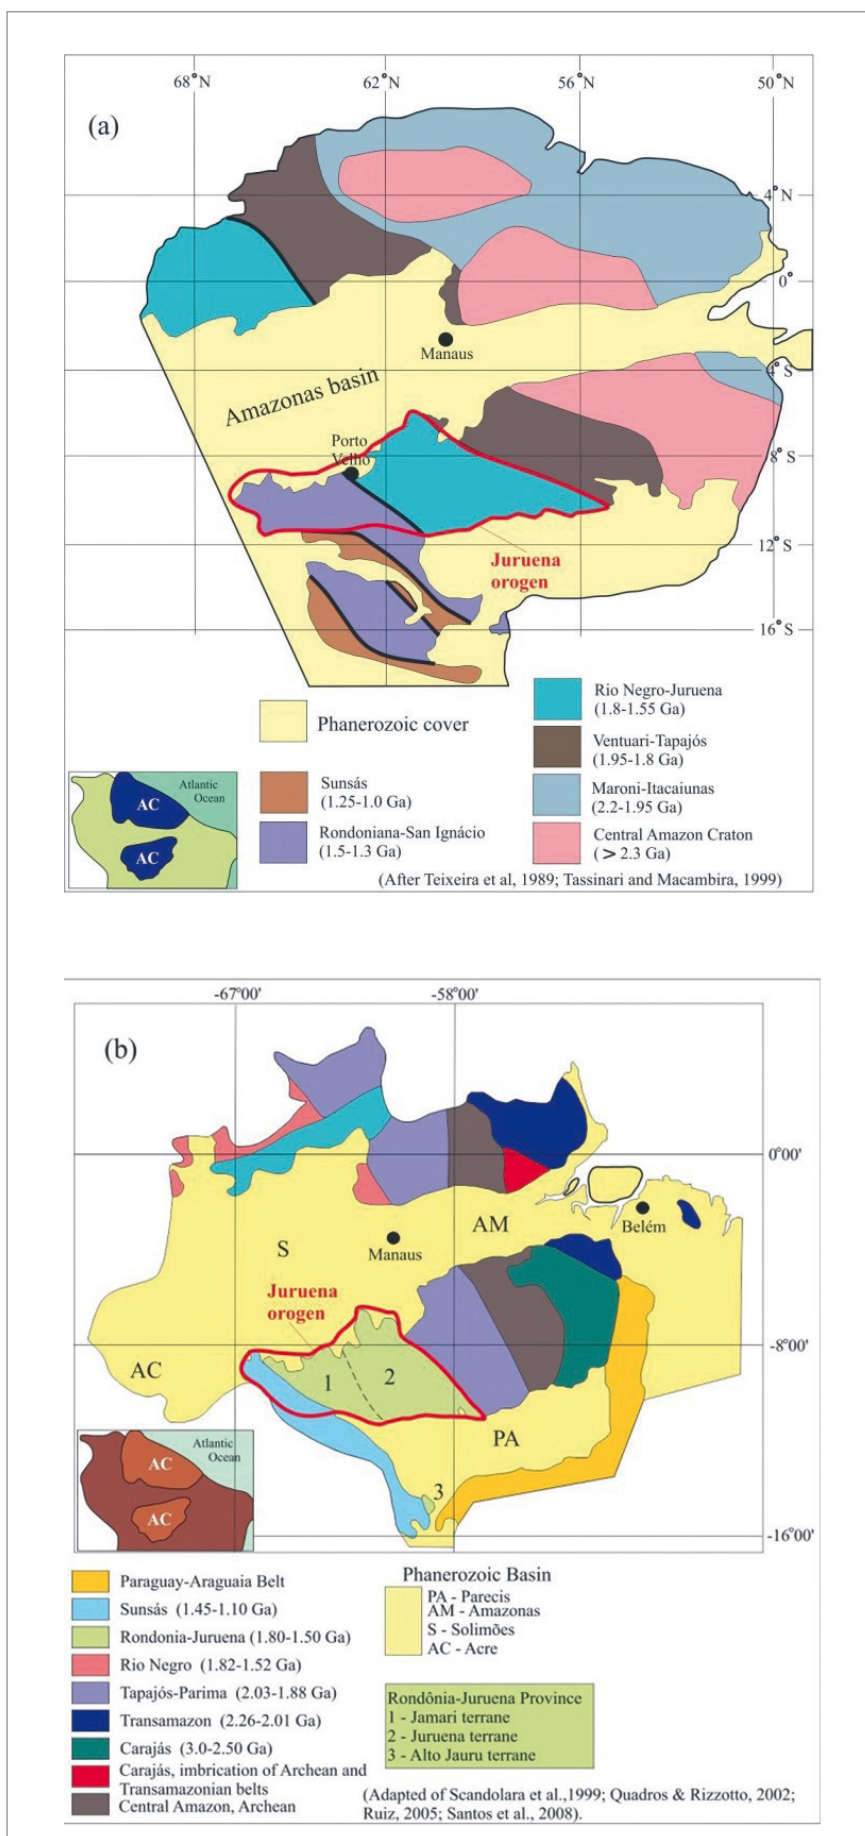 68°N 62°N 56°N 50°N
(a)
4°N
0°
Manaus
4°S
Amazonas basin
Porto
Velho
8°S
12°S
Juruena
orogen
16°S
Phanerozoic cover
Sunsás
(1.25-1.0 Ga)
Rondoniana-San Ignácio
(1.5-1.3 Ga)
Rio Negro-Juruena
(1.8-1.55 Ga)
Ventuari-Tapajós
(1.95-1.8 Ga)
Maroni-Itacaiunas
(2.2-1.95 Ga)
Central Amazon Craton
(> 2.3 Ga)
AC
AC
Atlantic
Ocean
(After Teixeira et al, 1989; Tassinari and Macambira, 1999)
-67°00' -58°00'
(b)
0°00'
AM
Belém
S
Manaus
Juruena
orogen
-8°00'
AC
1
2
PA
3
-16°00'
AC
AC
Atlantic
Ocean
Paraguay-Araguaia Belt
Sunsás (1.45-1.10 Ga)
Rondonia-Juruena (1.80-1.50 Ga)
Rio Negro (1.82-1.52 Ga)
Tapajós-Parima (2.03-1.88 Ga)
Transamazon (2.26-2.01 Ga)
Carajás (3.0-2.50 Ga)
Carajás, imbrication of Archean and
Transamazonian belts
Central Amazon, Archean
Phanerozoic Basin
PA - Parecis
AM - Amazonas
S - Solimões
AC - Acre
Rondônia-Juruena Province
1 - Jamari terrane
2 - Juruena terrane
3 - Alto Jauru terrane
(Adapted of Scandolara et al.,1999; Quadros & Rizzotto, 2002;
Ruiz, 2005; Santos et al., 2008).